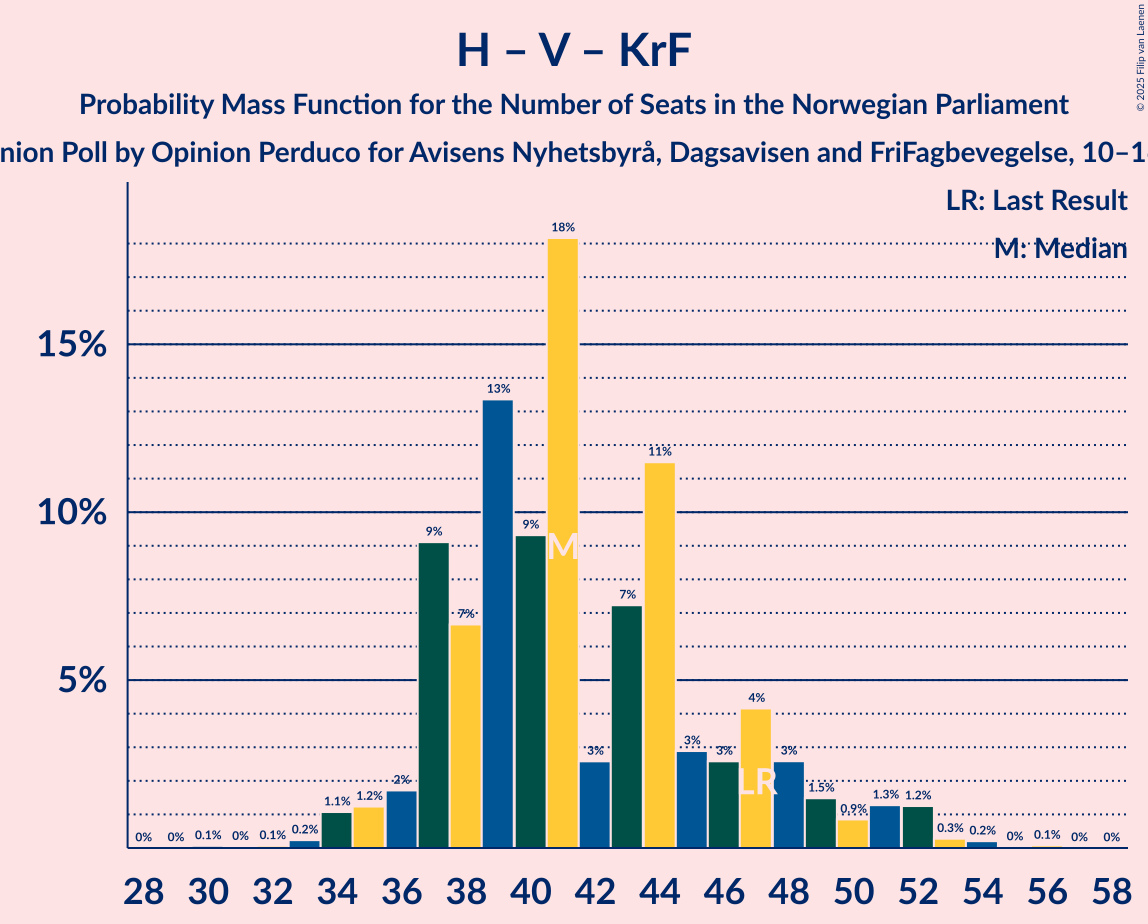 H – V – KrF
Probability Mass Function for the Number of Seats in the Norwegian Parliament
Opinion Perduco for Avisens Nyhetsbyrå, Dagsavisen and FriFagbevegelse,
Poll by
© 2025 Filip van Laenen
LR: Last Result
M: Median
15%
10%
5%
0% 0% 0.1% 0% 0.1% 0.2% 1.1% 1.2% 2% 9% 7% 13% 9% 18% 3% 7% 11% 3% 3% 4% 3% 1.5% 0.9% 1.3% 1.2% 0.3% 0.2% 0% 0.1% 0% 0%
M
LR
28 30 32 34 36 38 40 42 44 46 48 50 52 54 56 58